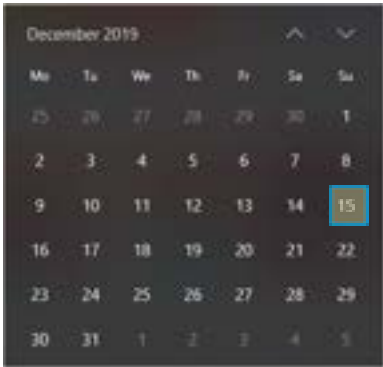 December 2019
Mo Tu We Th Fr Sa Su
25 26 27 28 29 30 1
2 3 4 5 6 7 8
9 10 11 12 13 14 15
16 17 18 19 20 21 22
23 24 25 26 27 28 29
30 31 1 2 3 4 5